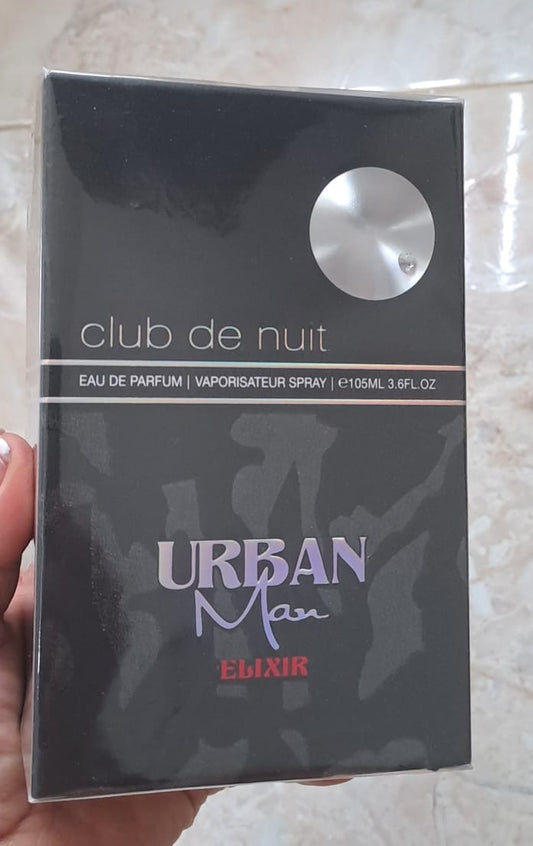 club de nuit
EAU DE PARFUM | VAPORISATEUR SPRAY | ℮105ML 3.6FL.OZ
URBAN
Man
ELIXIR